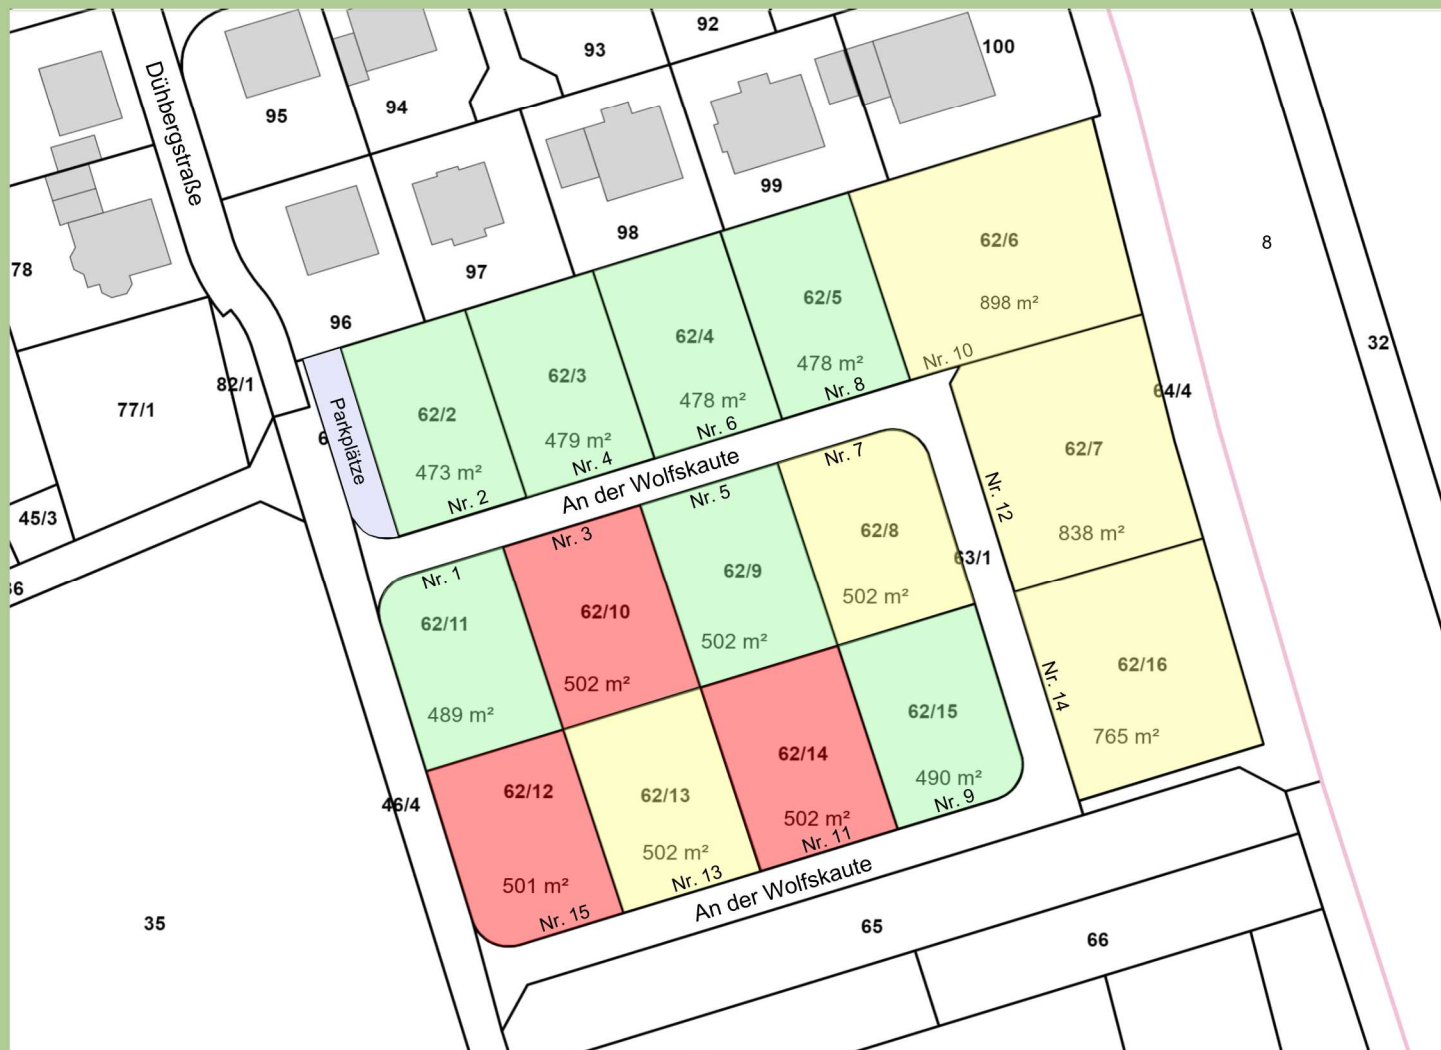 92
93
100
Dühbergstraße
95
94
99
98
97
8
78
96
62/6
898 m²
62/5
478 m²
Nr. 8
Nr. 10
62/4
478 m²
Nr. 6
32
62/3
479 m²
Nr. 4
82/1
77/1
64/4
Parkplätze
62/2
473 m²
Nr. 2
An der Wolfskaute
62/7
838 m²
Nr. 12
Nr. 7
62/8
502 m²
Nr. 5
62/9
502 m²
45/3
Nr. 3
62/10
502 m²
63/1
Nr. 1
62/11
489 m²
62/16
765 m²
Nr. 14
62/15
490 m²
Nr. 9
62/14
502 m²
Nr. 11
62/13
502 m²
Nr. 13
62/12
501 m²
Nr. 15
46/4
An der Wolfskaute
35
65
66